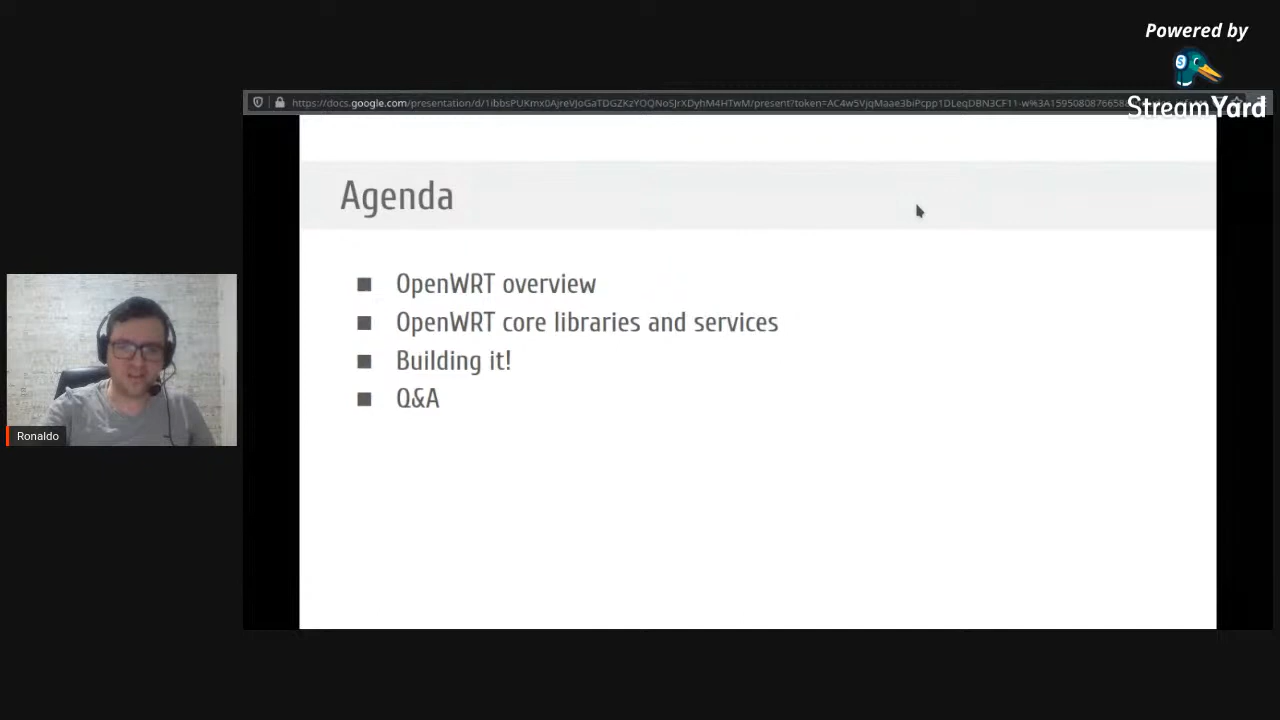 Powered by
StreamYard
Agenda
■ OpenWRT overview
■ OpenWRT core libraries and services
■ Building it!
■ Q&A
Ronaldo